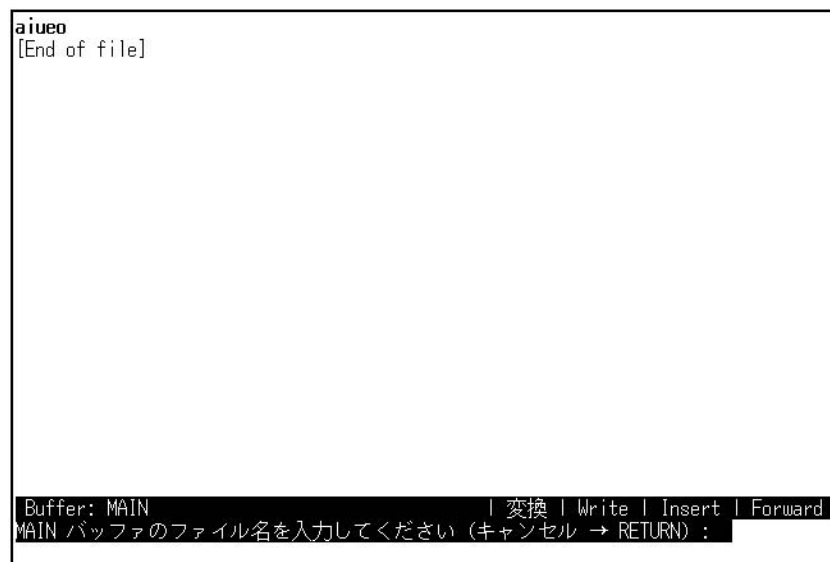 aiueo
[End of file]
Buffer: MAIN | 変換 | Write | Insert | Forward
MAIN バッファのファイル名を入力してください (キャンセル → RETURN) :